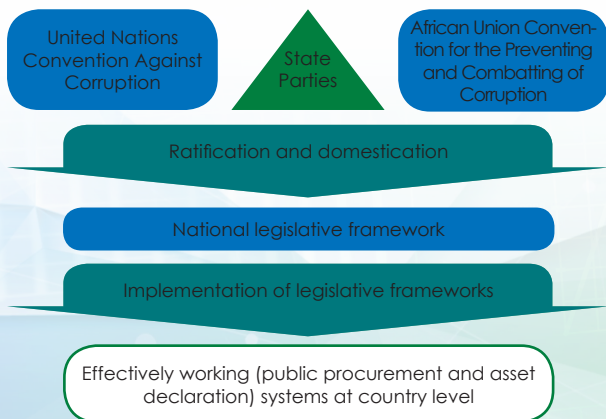 United Nations
Convention Against
Corruption
State
Parties
African Union Conven-
tion for the Preventing
and Combatting of
Corruption
Ratification and domestication
National legislative framework
Implementation of legislative frameworks
Effectively working (public procurement and asset
declaration) systems at country level